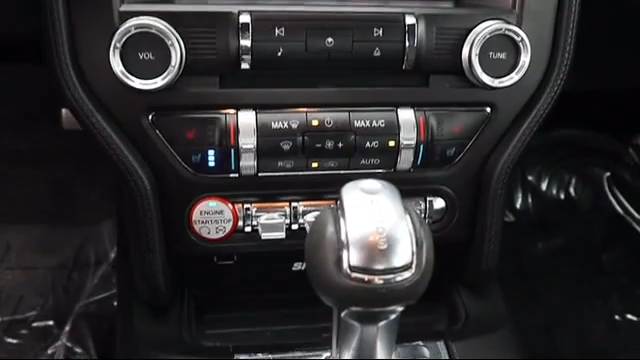 VOL
TUNE
MAX
MAX A/C
A/C
R
AUTO
ENGINE
START/STOP